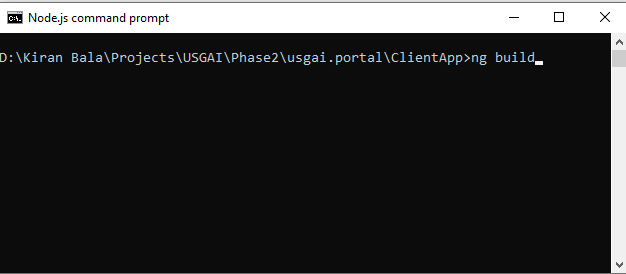 Node.js command prompt
D:\Kiran Bala\Projects\USGAI\Phase2\usgai.portal\ClientApp>ng build